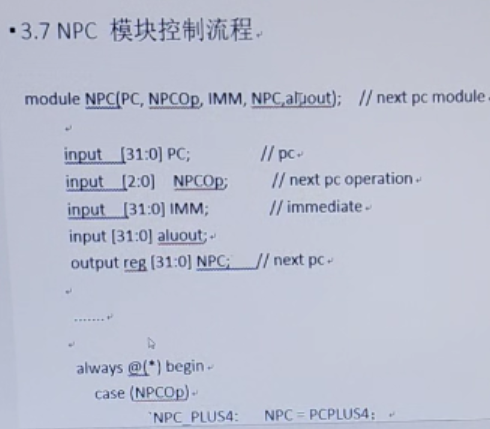 •3.7 NPC 模块控制流程
module NPC(PC, NPCOp, IMM, NPC,aluout); // next pc module
input [31:0] PC; // pc
input [2:0] NPCOp; // next pc operation
input [31:0] IMM; // immediate
input [31:0] aluout;
output reg [31:0] NPC; // next pc
.......
always @(*) begin
case (NPCOp)
`NPC_PLUS4: NPC = PCPLUS4;